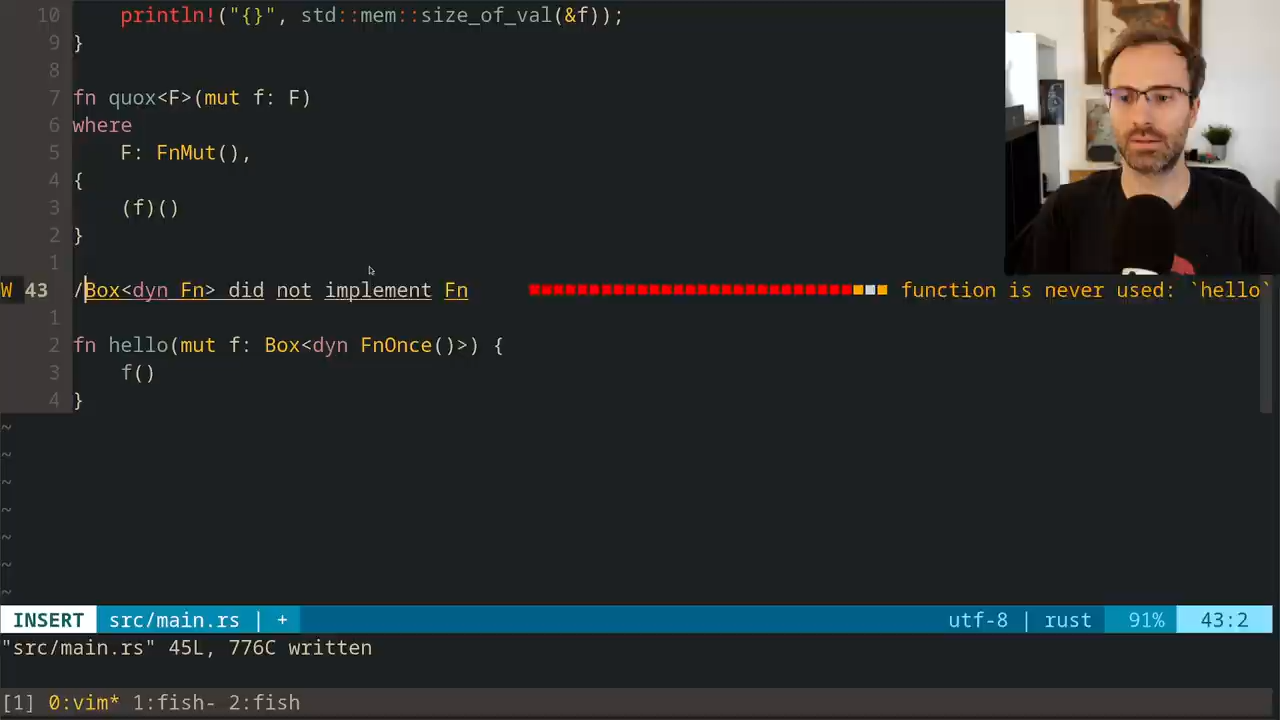 10 println!("{}", std::mem::size_of_val(&f));
9 }
8
7 fn quox<F>(mut f: F)
6 where
5 F: FnMut(),
4 {
3 (f)()
2 }
1
W 43 /Box<dyn Fn> did not implement Fn ■■■■■■■■■■■■■■■■■■■■■■■■■■■■■■ function is never used: `hello`
1
2 fn hello(mut f: Box<dyn FnOnce()>) {
3 f()
4 }
~
~
~
~
~
~
~
INSERT src/main.rs | + utf-8 | rust 91% 43:2
"src/main.rs" 45L, 776C written
[1] 0:vim* 1:fish- 2:fish